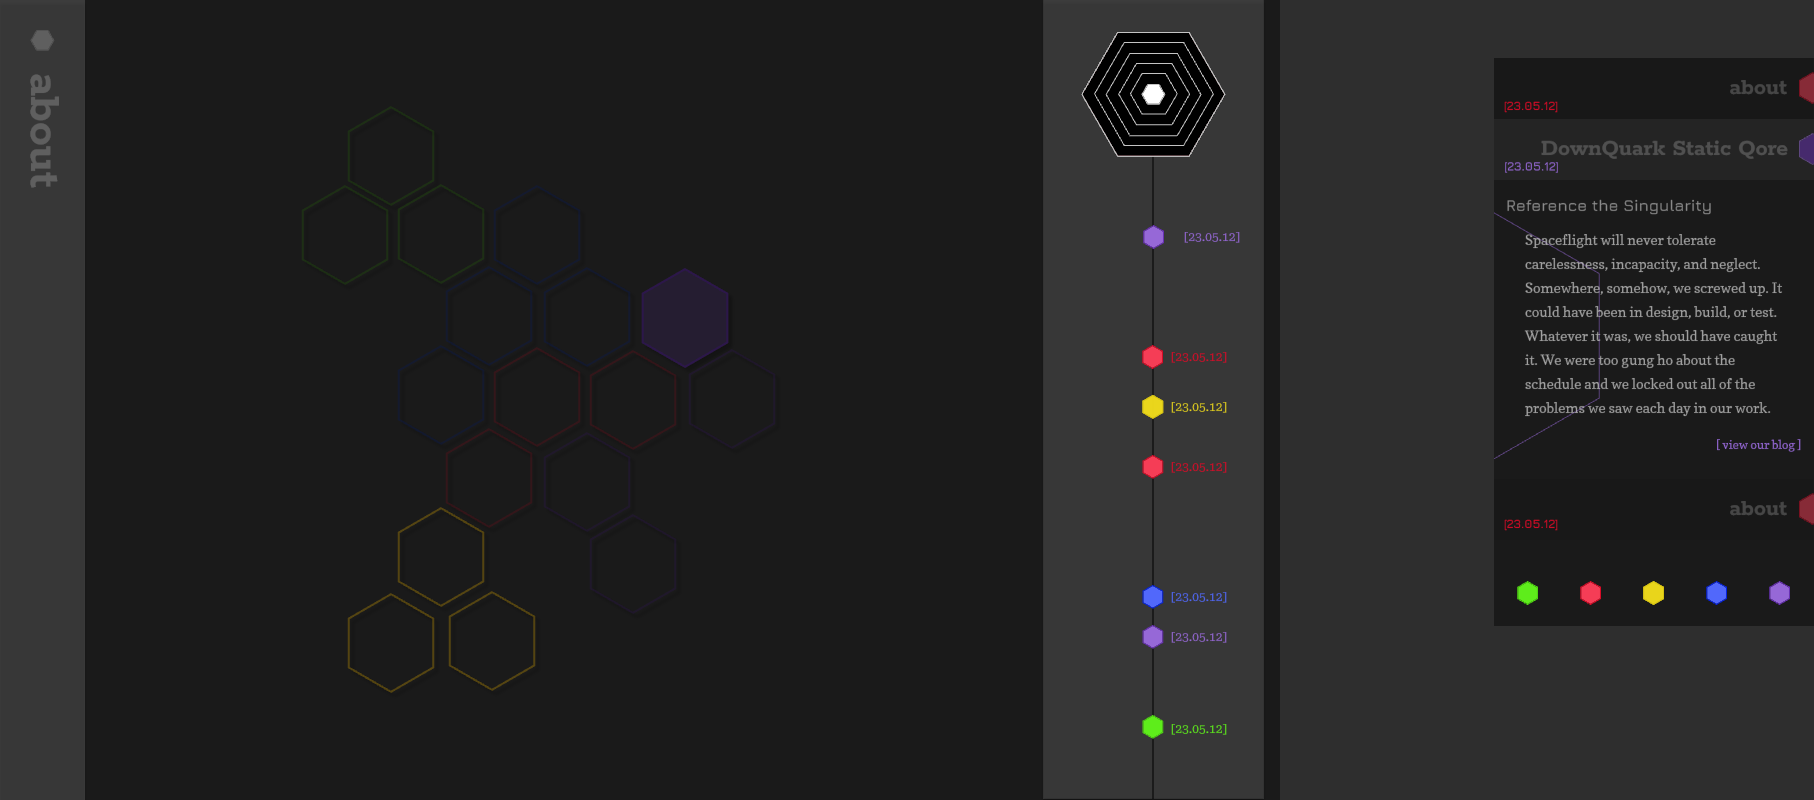 about
[23.05.12]
[23.05.12]
[23.05.12]
[23.05.12]
[23.05.12]
[23.05.12]
[23.05.12]
about
[23.05.12]
DownQuark Static Qore
[23.05.12]
Reference the Singularity
Spaceflight will never tolerate
carelessness, incapacity, and neglect.
Somewhere, somehow, we screwed up. It
could have been in design, build, or test.
Whatever it was, we should have caught
it. We were too gung ho about the
schedule and we locked out all of the
problems we saw each day in our work.
[ view our blog ]
about
[23.05.12]